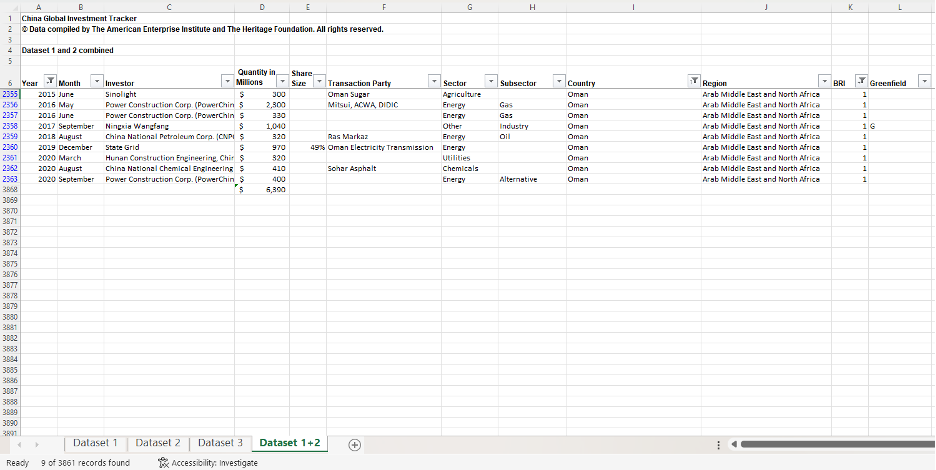 A B C D E F G H I J K L
1 China Global Investment Tracker
2 © Data compiled by The American Enterprise Institute and The Heritage Foundation. All rights reserved.
3
4 Dataset 1 and 2 combined
5
6 Year Month Investor Quantity in Millions Share Size Transaction Party Sector Subsector Country Region BRI Greenfield
2355 2015 June Sinolight $ 300 Oman Sugar Agriculture Oman Arab Middle East and North Africa 1
2356 2016 May Power Construction Corp. (PowerChin $ 2,300 Mitsui, ACWA, DIDIC Energy Gas Oman Arab Middle East and North Africa 1
2357 2016 June Power Construction Corp. (PowerChin $ 330 Energy Gas Oman Arab Middle East and North Africa 1
2358 2017 September Ningxia Wangfang $ 1,040 Other Industry Oman Arab Middle East and North Africa 1 G
2359 2018 August China National Petroleum Corp. (CNP $ 320 Ras Markaz Energy Oil Oman Arab Middle East and North Africa 1
2360 2019 December State Grid $ 970 49% Oman Electricity Transmission Energy Oman Arab Middle East and North Africa 1
2361 2020 March Hunan Construction Engineering, Chir $ 320 Utilities Oman Arab Middle East and North Africa 1
2362 2020 August China National Chemical Engineering $ 410 Sohar Asphalt Chemicals Oman Arab Middle East and North Africa 1
2363 2020 September Power Construction Corp. (PowerChin $ 400 Energy Alternative Oman Arab Middle East and North Africa 1
3868 $ 6,390
3869
3870
3871
3872
3873
3874
3875
3876
3877
3878
3879
3880
3881
3882
3883
3884
3885
3886
3887
3888
3889
3890
3891
Dataset 1 Dataset 2 Dataset 3 Dataset 1+2
Ready 9 of 3861 records found Accessibility: Investigate